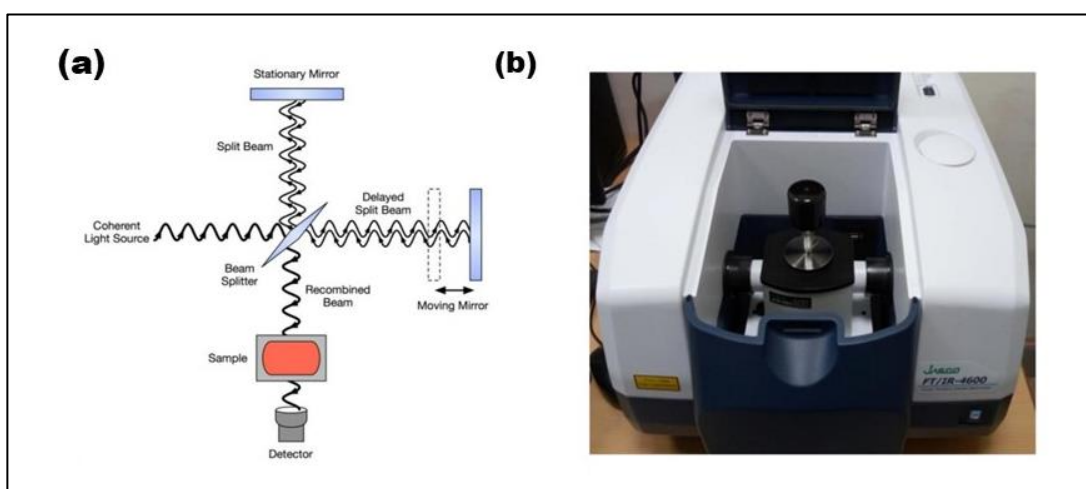 (a)
Stationary Mirror
Split Beam
Delayed
Split Beam
Coherent
Light Source
Beam
Splitter
Recombined
Beam
Moving Mirror
Sample
Detector
(b)
JASCO
FT/IR-4600